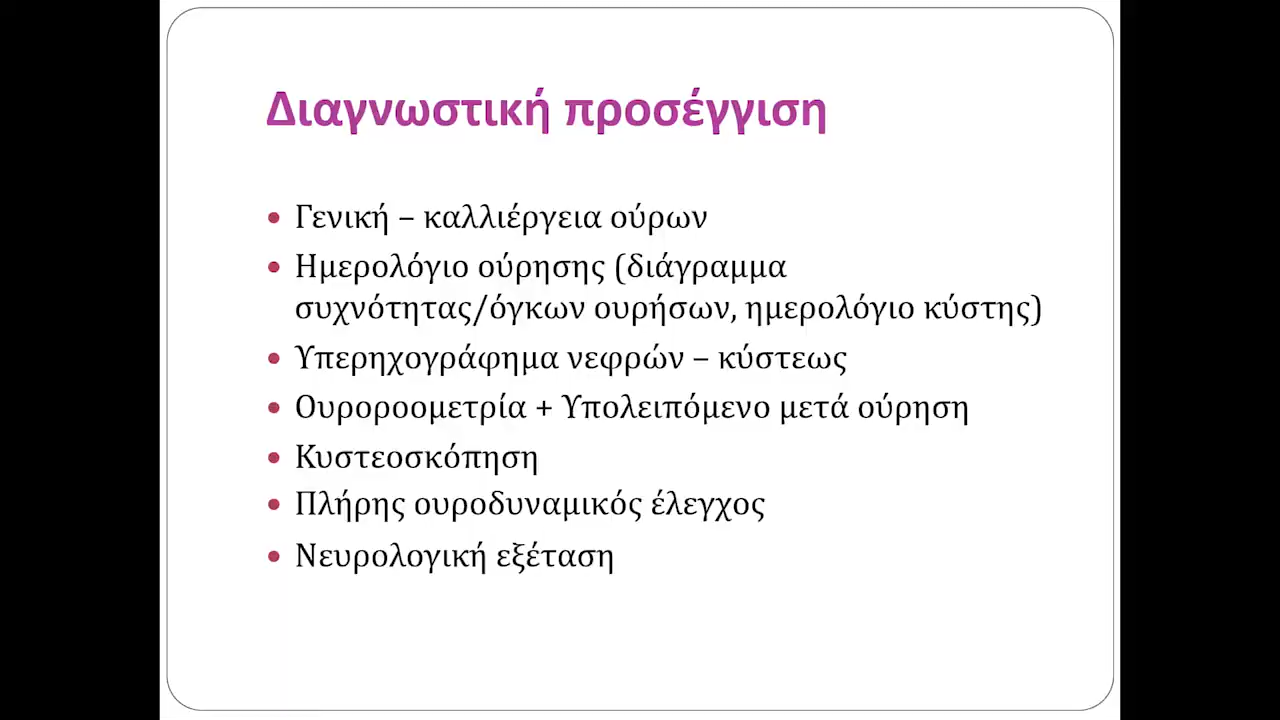 Διαγνωστική προσέγγιση
• Γενική – καλλιέργεια ούρων
• Ημερολόγιο ούρησης (διάγραμμα
συχνότητας/όγκων ουρήσων, ημερολόγιο κύστης)
• Υπερηχογράφημα νεφρών – κύστεως
• Ουροροομετρία + Υπολειπόμενο μετά ούρηση
• Κυστεοσκόπηση
• Πλήρης ουροδυναμικός έλεγχος
• Νευρολογική εξέταση